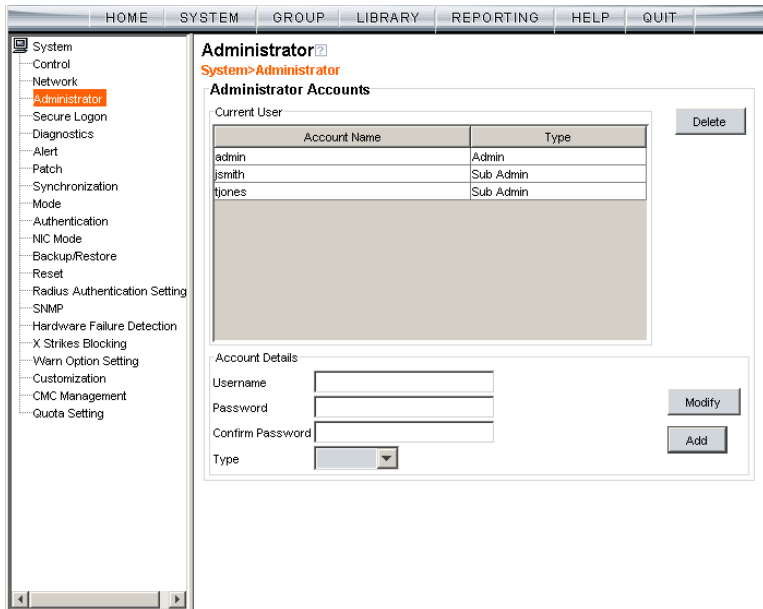 HOME SYSTEM GROUP LIBRARY REPORTING HELP QUIT
System
Control
Network
Administrator
Secure Logon
Diagnostics
Alert
Patch
Synchronization
Mode
Authentication
NIC Mode
Backup/Restore
Reset
Radius Authentication Setting
SNMP
Hardware Failure Detection
X Strikes Blocking
Warn Option Setting
Customization
CMC Management
Quota Setting
Administrator ?
System>Administrator
Administrator Accounts
Current User
Account Name Type
admin Admin
jsmith Sub Admin
tjones Sub Admin
Delete
Account Details
Username
Password
Confirm Password
Type
Modify
Add